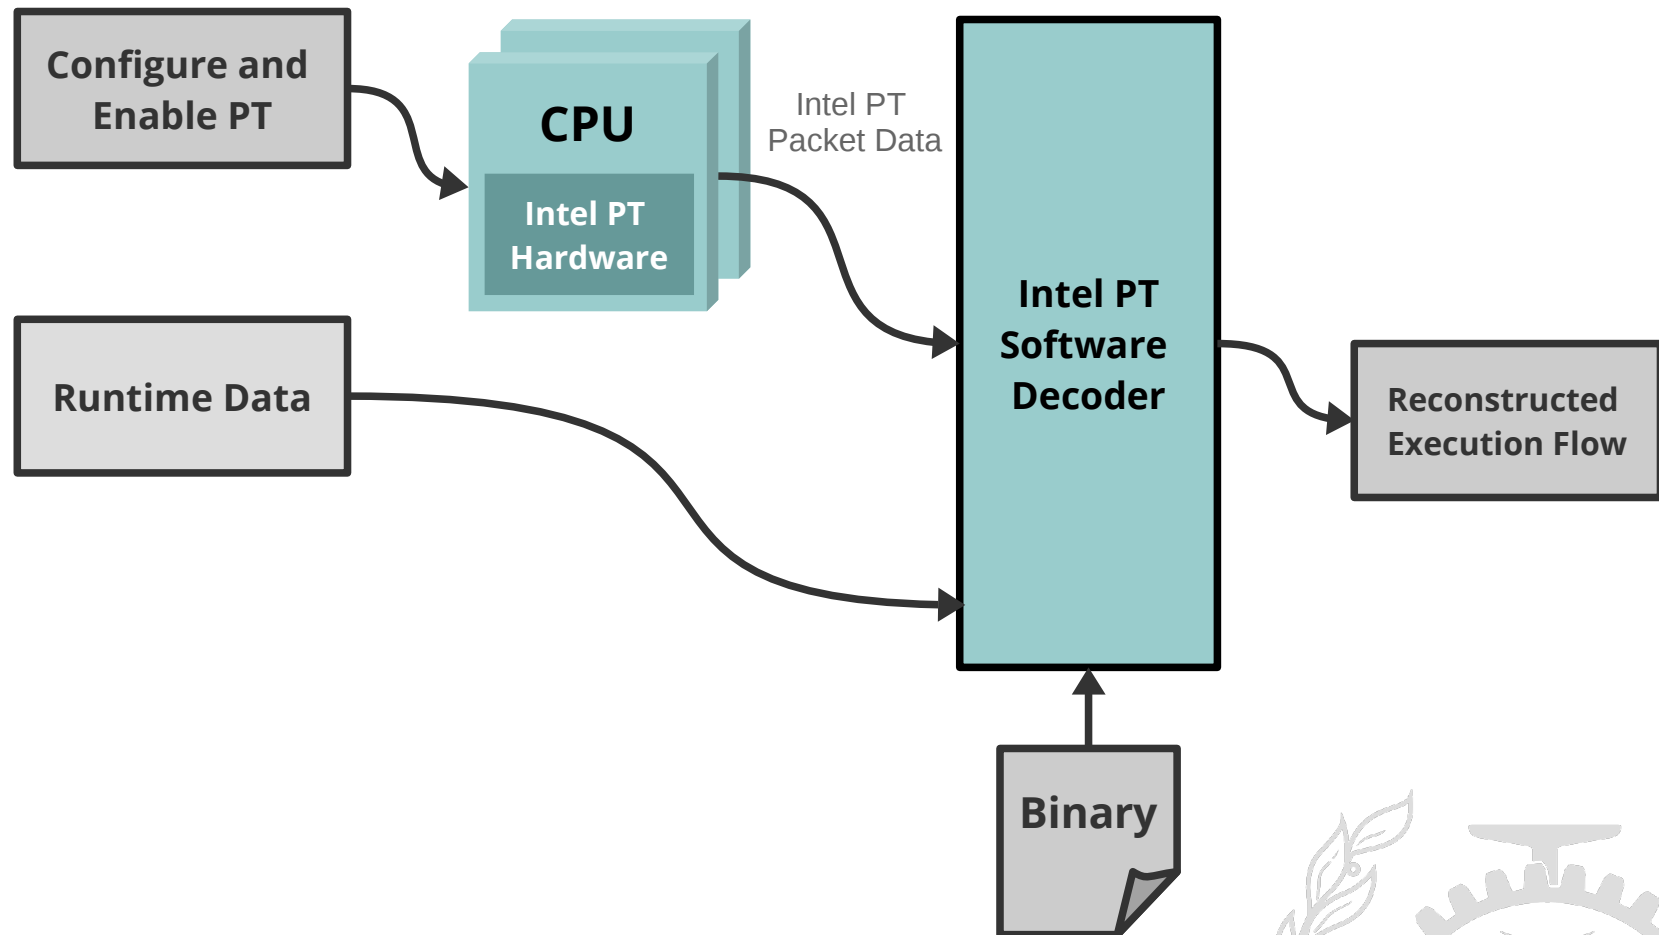 Configure and
Enable PT
CPU
Intel PT
Hardware
Intel PT
Packet Data
Runtime Data
Intel PT
Software
Decoder
Reconstructed
Execution Flow
Binary